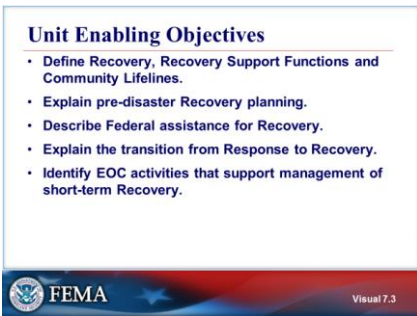 Unit Enabling Objectives
• Define Recovery, Recovery Support Functions and
Community Lifelines.
• Explain pre-disaster Recovery planning.
• Describe Federal assistance for Recovery.
• Explain the transition from Response to Recovery.
• Identify EOC activities that support management of
short-term Recovery.
FEMA
Visual 7.3